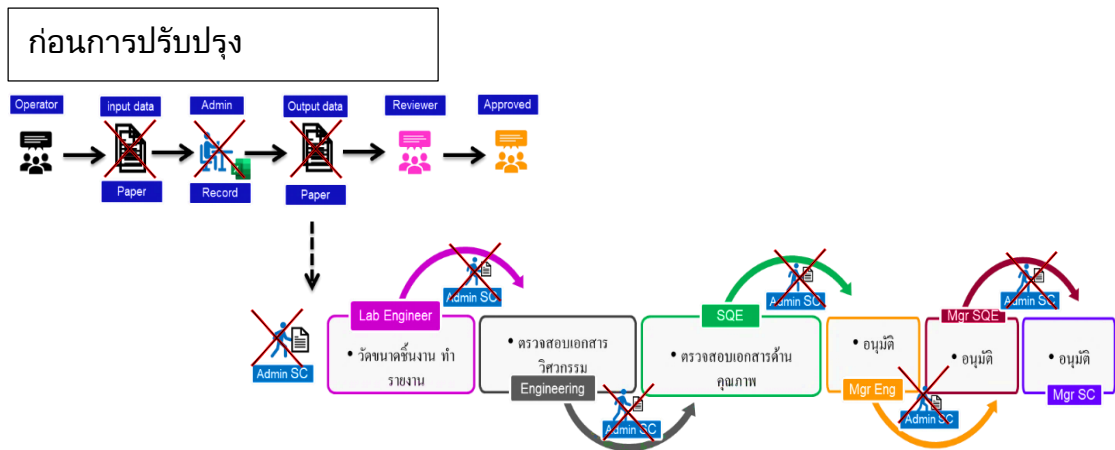 ก่อนการปรับปรุง
Operator
input data
Admin
Output data
Reviewer
Approved
Paper
Record
Paper
Admin SC
Admin SC
Admin SC
Lab Engineer
SQE
Mgr SQE
• วัดขนาดชิ้นงาน ทำ
รายงาน
• ตรวจสอบเอกสาร
วิศวกรรม
• ตรวจสอบเอกสารด้าน
คุณภาพ
• อนุมัติ
• อนุมัติ
• อนุมัติ
Admin SC
Engineering
Mgr Eng
Mgr SC
Admin SC
Admin SC